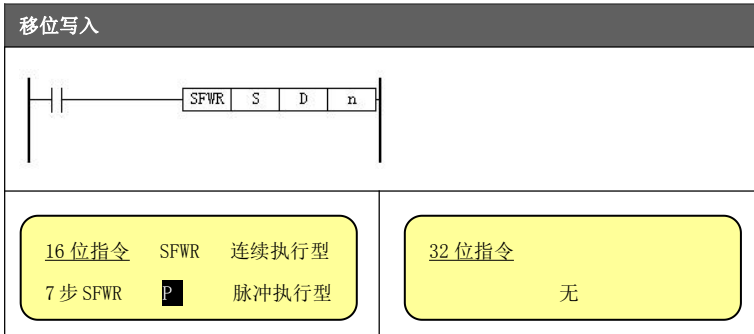 移位写入
SFWR S D n
16 位指令 SFWR 连续执行型
7 步 SFWR P 脉冲执行型
32 位指令
无